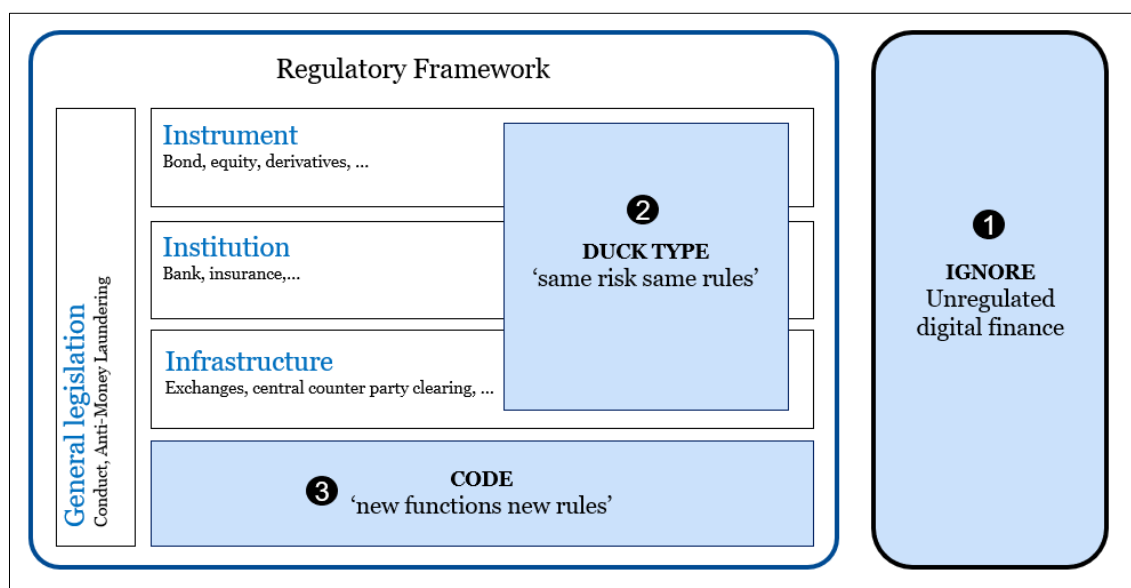 Regulatory Framework
General legislation
Conduct, Anti-Money Laundering
Instrument
Bond, equity, derivatives, ...
Institution
Bank, insurance,...
Infrastructure
Exchanges, central counter party clearing, ...
2
DUCK TYPE
‘same risk same rules’
3
CODE
‘new functions new rules’
1
IGNORE
Unregulated
digital finance